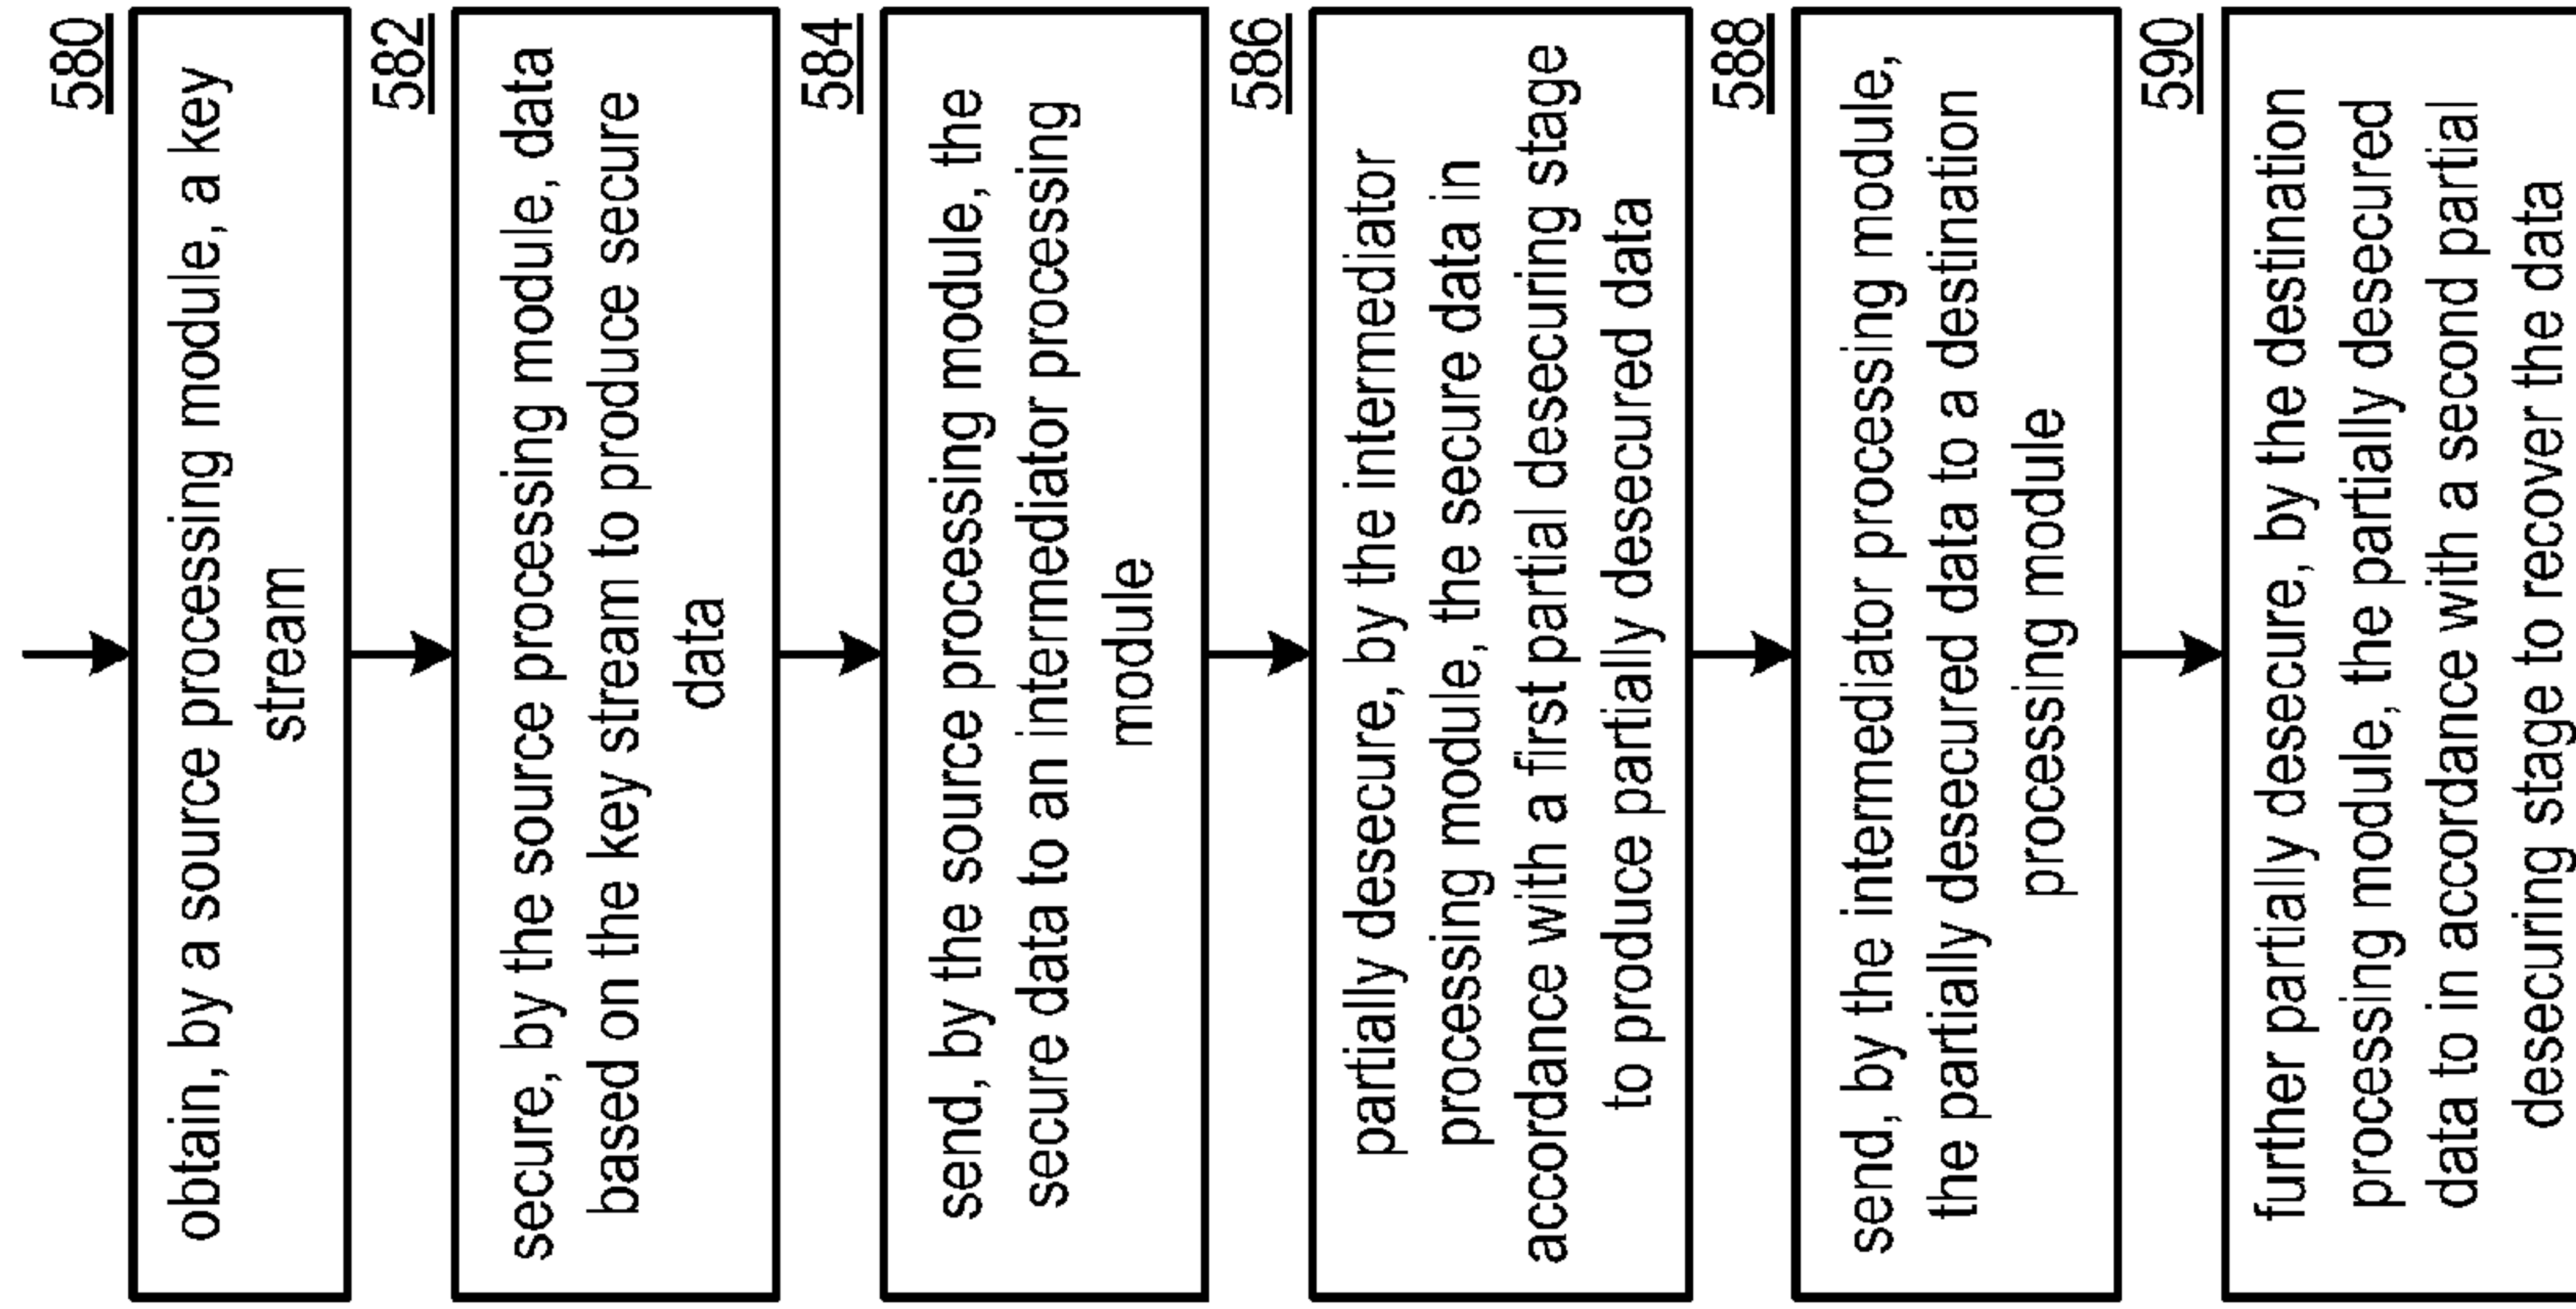 580
obtain, by a source processing module, a key
stream
582
secure, by the source processing module, data
based on the key stream to produce secure
data
584
send, by the source processing module, the
secure data to an intermediator processing
module
586
partially desecure, by the intermediator
processing module, the secure data in
accordance with a first partial desecuring stage
to produce partially desecured data
588
send, by the intermediator processing module,
the partially desecured data to a destination
processing module
590
further partially desecure, by the destination
processing module, the partially desecured
data to in accordance with a second partial
desecuring stage to recover the data